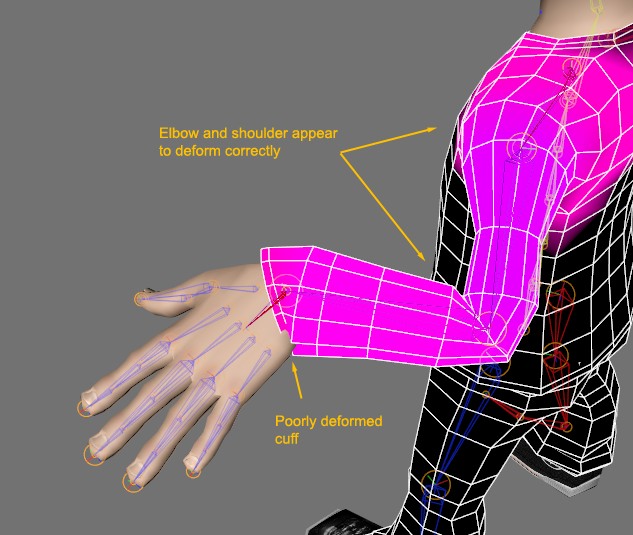 Elbow and shoulder appear
to deform correctly
Poorly deformed
cuff